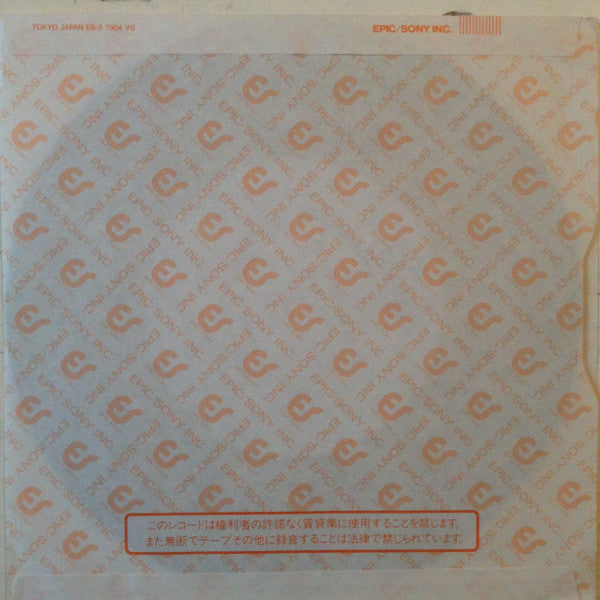 TOKYO JAPAN EB-2 7904 YS
EPIC/SONY INC.
EPIC/SONY INC.
このレコードは権利者の許諾なく賃貸業に使用することを禁じます。
また無断でテープその他に録音することは法律で禁じられています。